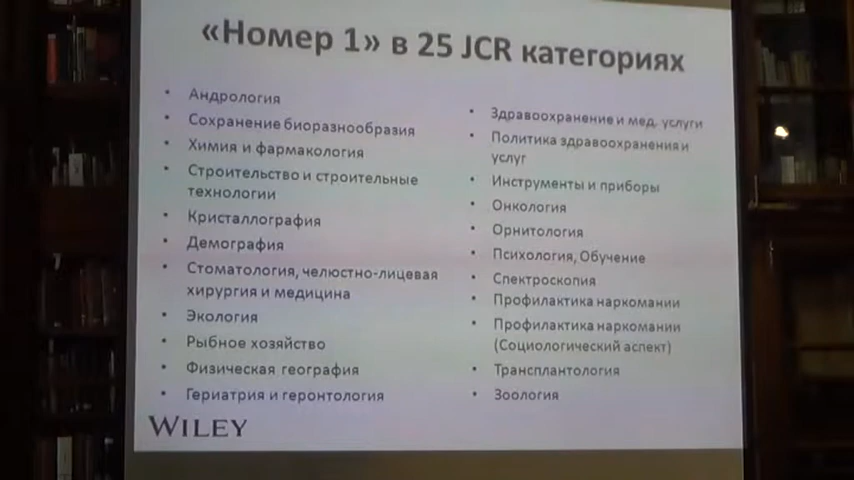 «Номер 1» в 25 JCR категориях
• Андрология
• Сохранение биоразнообразия
• Химия и фармакология
• Строительство и строительные
технологии
• Кристаллография
• Демография
• Стоматология, челюстно-лицевая
хирургия и медицина
• Экология
• Рыбное хозяйство
• Физическая география
• Гериатрия и геронтология
• Здравоохранение и мед. услуги
• Политика здравоохранения и
услуг
• Инструменты и приборы
• Онкология
• Орнитология
• Психология, Обучение
• Спектроскопия
• Профилактика наркомании
• Профилактика наркомании
(Социологический аспект)
• Трансплантология
• Зоология
WILEY